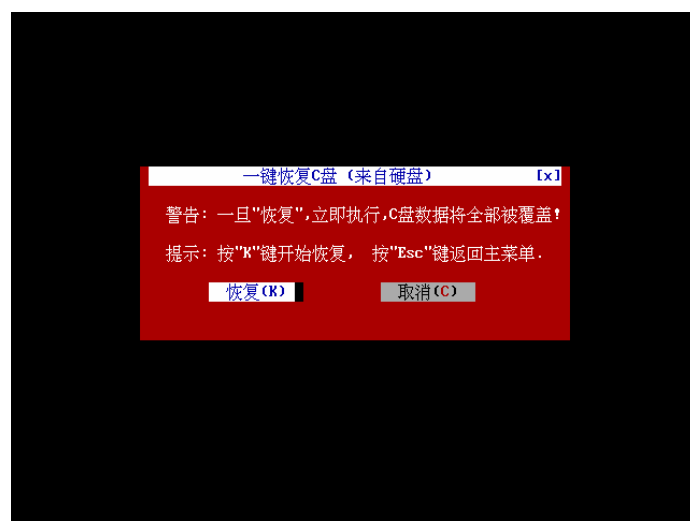 一键恢复C盘 (来自硬盘) [x]
警告: 一旦"恢复",立即执行,C盘数据将全部被覆盖!
提示: 按"K"键开始恢复, 按"Esc"键返回主菜单.
恢复(K) 取消(C)